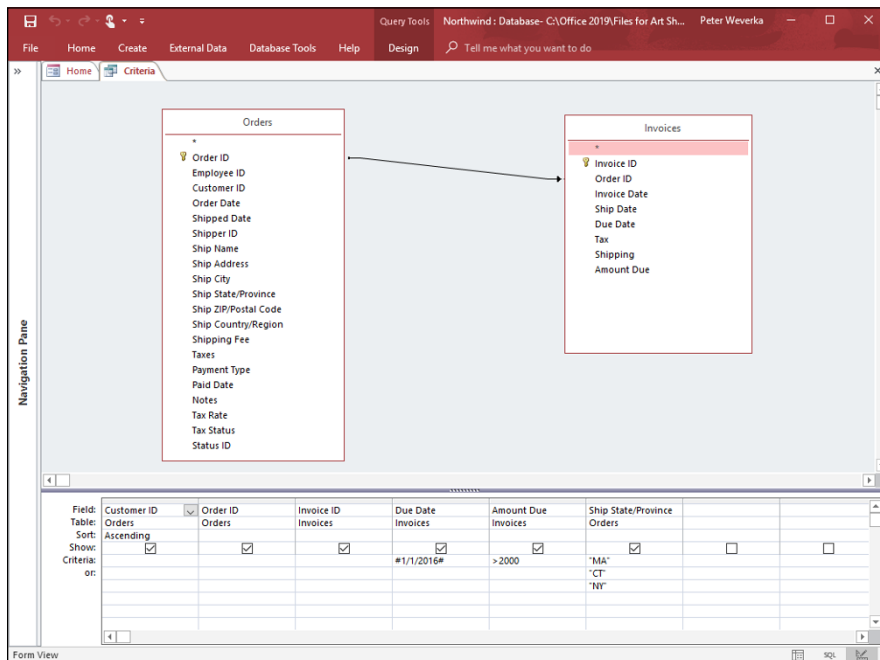 Query Tools Northwind : Database- C:\Office 2019\Files for Art Sh... Peter Weverka
File Home Create External Data Database Tools Help Design Tell me what you want to do
» Home Criteria
Navigation Pane
Orders
*
Order ID
Employee ID
Customer ID
Order Date
Shipped Date
Shipper ID
Ship Name
Ship Address
Ship City
Ship State/Province
Ship ZIP/Postal Code
Ship Country/Region
Shipping Fee
Taxes
Payment Type
Paid Date
Notes
Tax Rate
Tax Status
Status ID
Invoices
*
Invoice ID
Order ID
Invoice Date
Ship Date
Due Date
Tax
Shipping
Amount Due
Field: Customer ID Order ID Invoice ID Due Date Amount Due Ship State/Province
Table: Orders Orders Invoices Invoices Invoices Orders
Sort: Ascending
Show:
Criteria: #1/1/2016# >2000 "MA"
or: "CT"
"NY"
Form View SQL